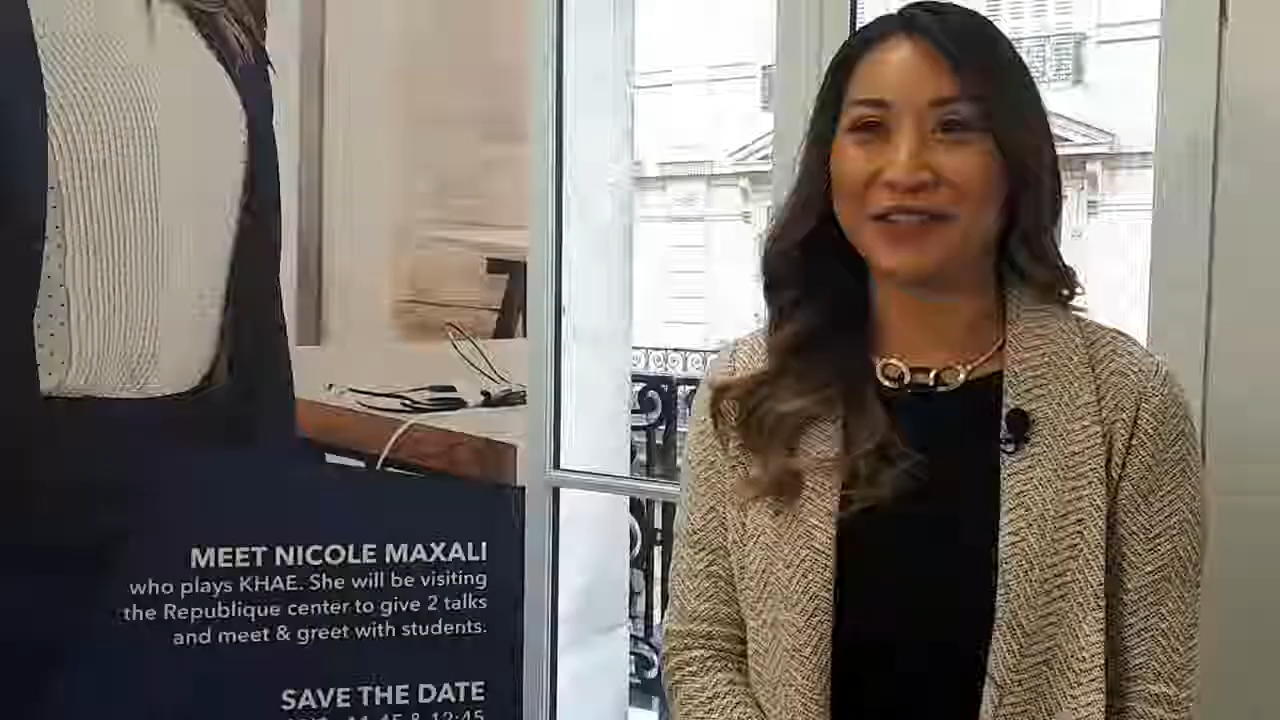 MEET NICOLE MAXALI
who plays KHAE. She will be visiting
the Republique center to give 2 talks
and meet & greet with students.
SAVE THE DATE